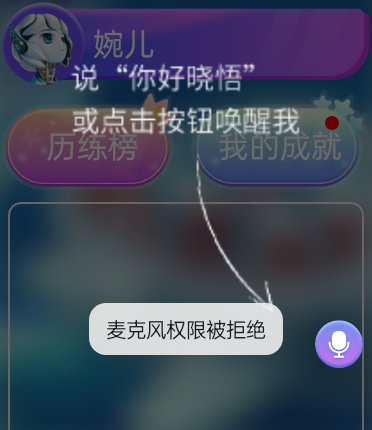 婉儿
说“你好晓悟”
或点击按钮唤醒我
历练榜
我的成就
麦克风权限被拒绝